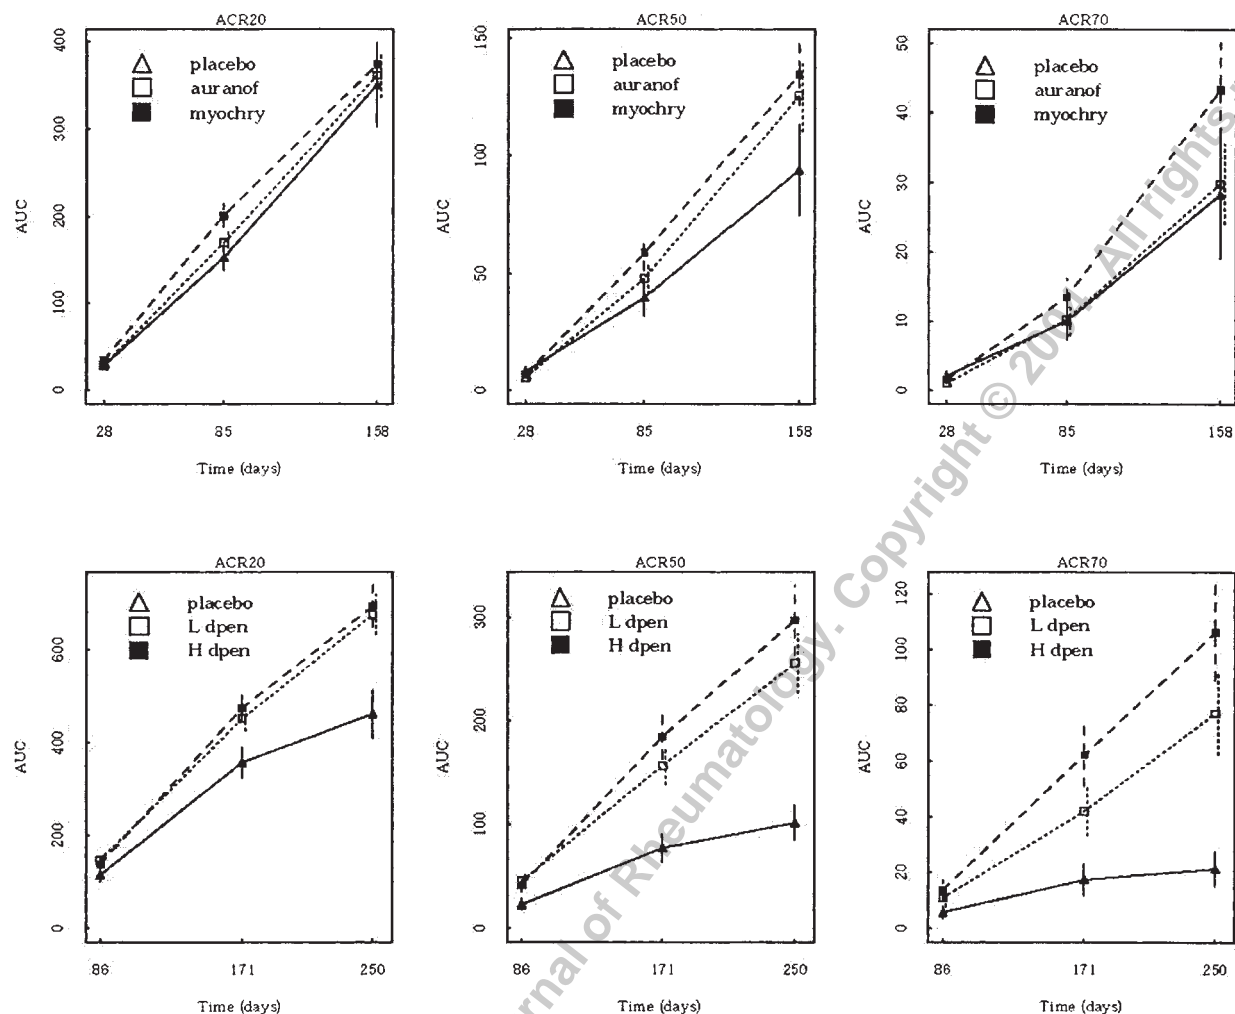 ACR20
400
300
200
100
0
AUC
placebo
auranof
myochry
28 85 158
Time (days)
ACR50
150
100
50
0
AUC
placebo
auranof
myochry
28 85 158
Time (days)
ACR70
50
40
30
20
10
0
AUC
placebo
auranof
myochry
28 85 158
Time (days)
ACR20
600
400
200
0
AUC
placebo
L dpen
H dpen
86 171 250
Time (days)
ACR50
300
200
100
0
AUC
placebo
L dpen
H dpen
86 171 250
Time (days)
ACR70
120
100
80
60
40
20
0
AUC
placebo
L dpen
H dpen
86 171 250
Time (days)
of Rheumatology. Copyright © 2001. All rights